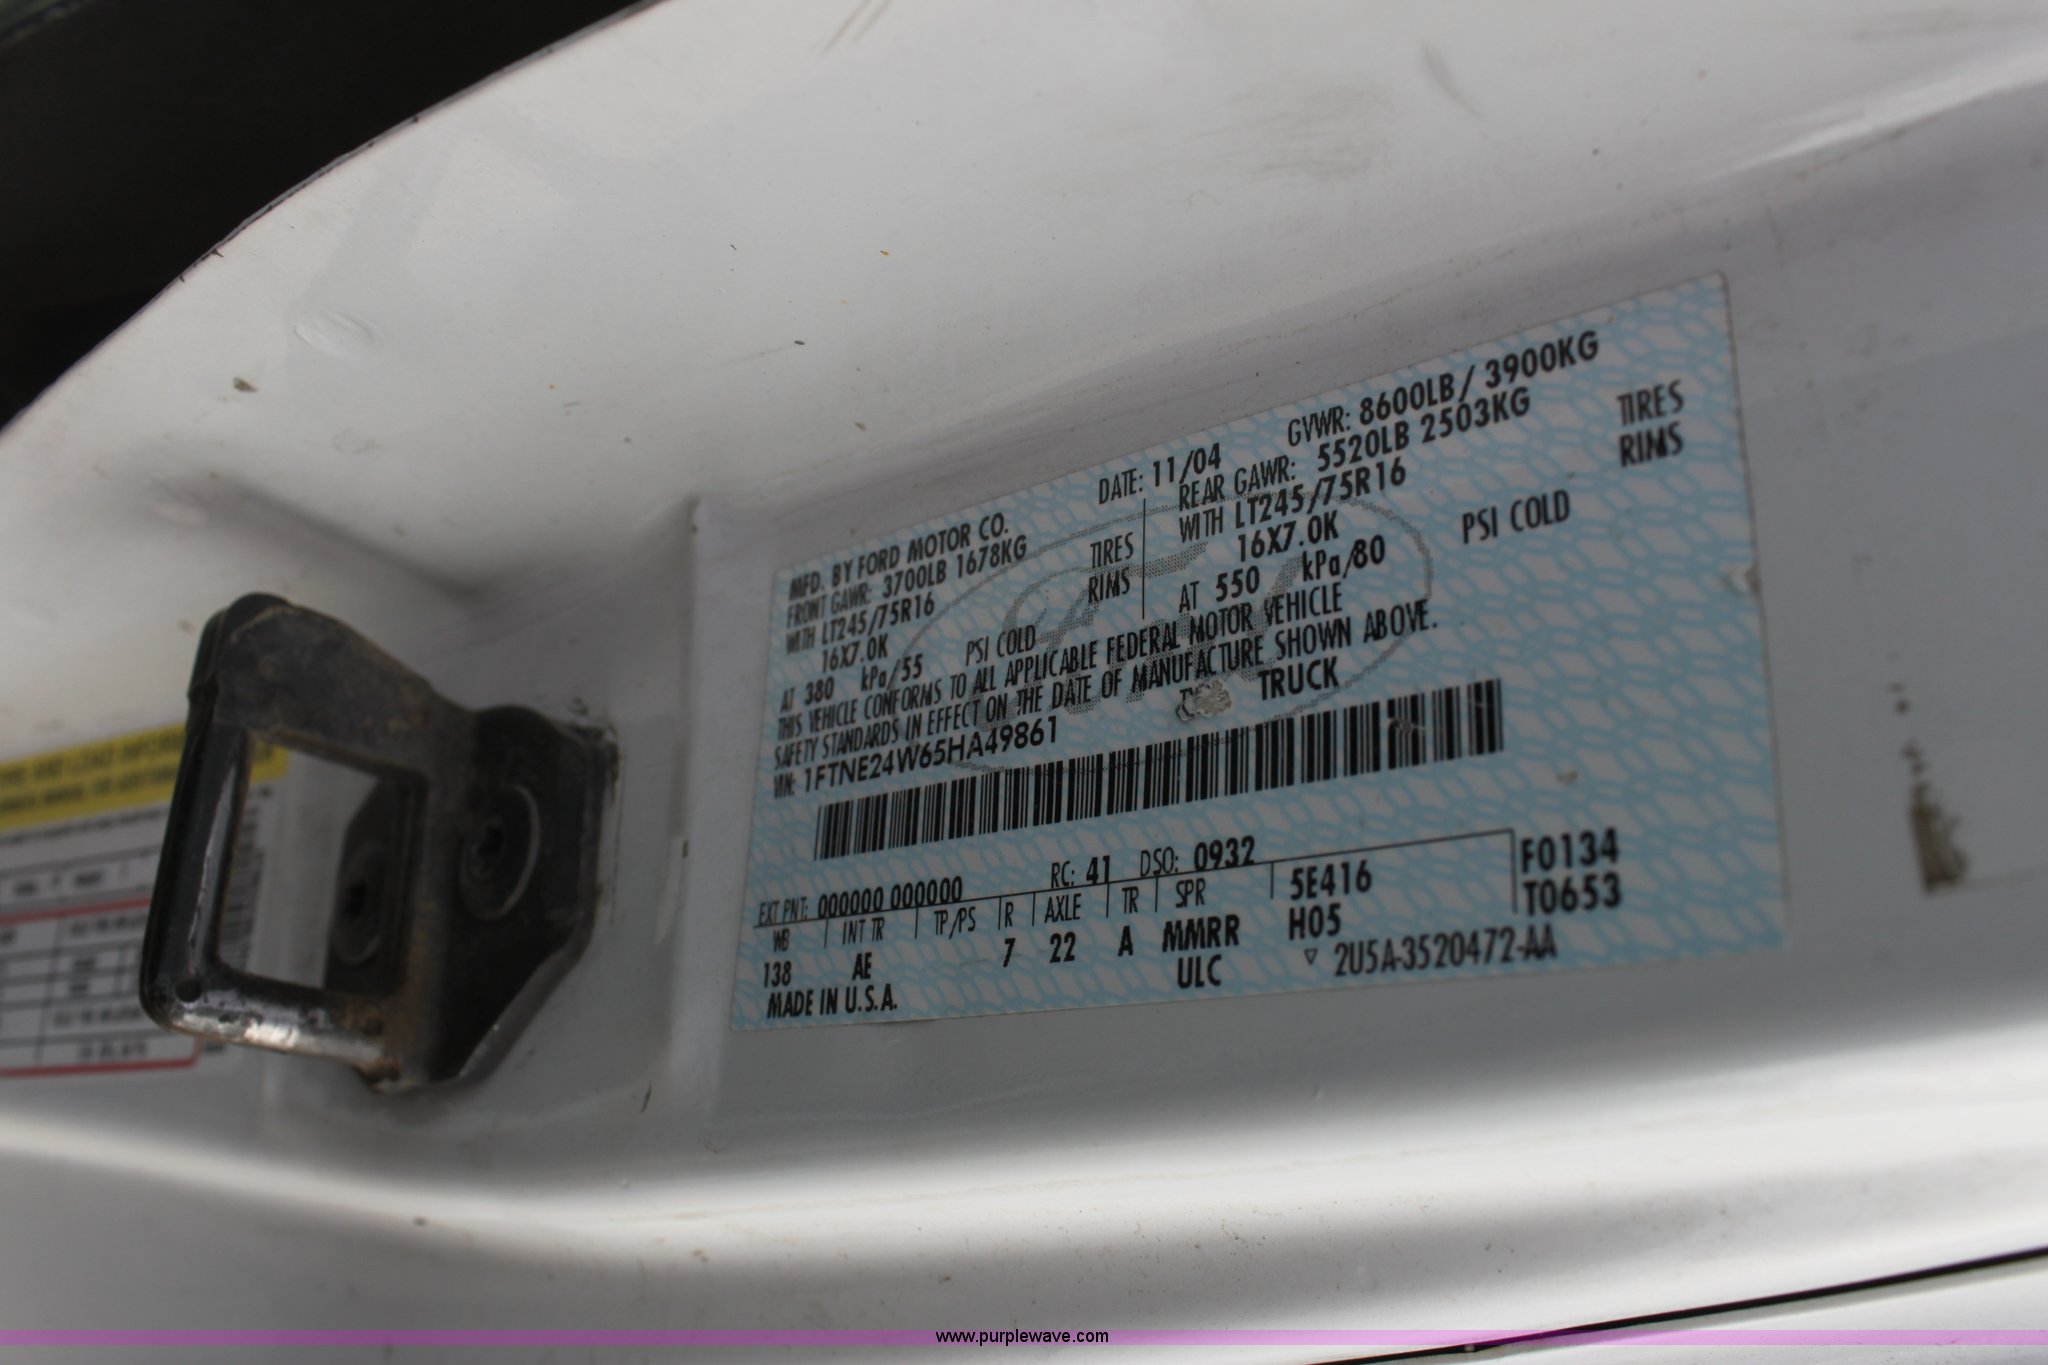 MFD. BY FORD MOTOR CO. DATE: 11/04 GVWR: 8600LB / 3900KG
FRONT GAWR: 3700LB 1678KG REAR GAWR: 5520LB 2503KG
WITH LT245/75R16 TIRES WITH LT245/75R16 TIRES
16X7.0K RIMS 16X7.0K RIMS
AT 380 kPa/55 PSI COLD AT 550 kPa/80 PSI COLD
THIS VEHICLE CONFORMS TO ALL APPLICABLE FEDERAL MOTOR VEHICLE
SAFETY STANDARDS IN EFFECT ON THE DATE OF MANUFACTURE SHOWN ABOVE.
VIN: 1FTNE24W65HA49861 TRUCK
F0134
T0653
EXT PNT: 000000 000000 RC: 41 DSO: 0932
WB INT TR TP/PS R AXLE TR SPR 5E416
138 AE 7 22 A MMRR H05
MADE IN U.S.A. ULC ▽ 2U5A-3520472-AA
www.purplewave.com